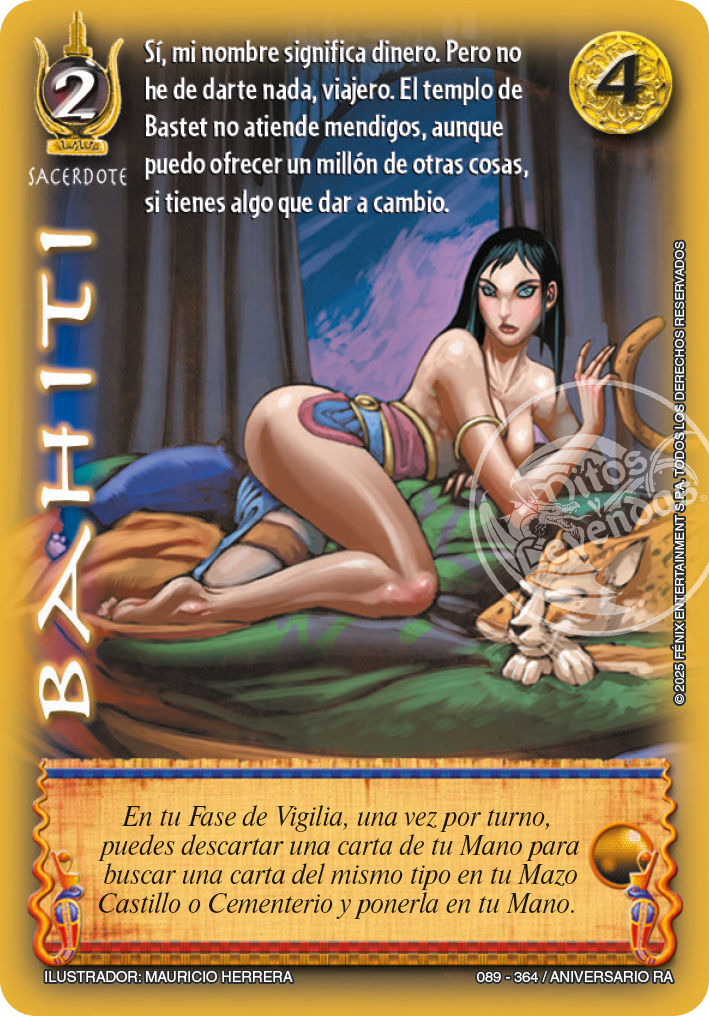 2
SACERDOTE
Sí, mi nombre significa dinero. Pero no
he de darte nada, viajero. El templo de
Bastet no atiende mendigos, aunque
puedo ofrecer un millón de otras cosas,
si tienes algo que dar a cambio.
4
BAHITI
Mitos
y
Leyendas®
© 2025 FÉNIX ENTERTAINMENT S.P.A. TODOS LOS DERECHOS RESERVADOS
En tu Fase de Vigilia, una vez por turno,
puedes descartar una carta de tu Mano para
buscar una carta del mismo tipo en tu Mazo
Castillo o Cementerio y ponerla en tu Mano.
ILUSTRADOR: MAURICIO HERRERA
089 - 364 / ANIVERSARIO RA